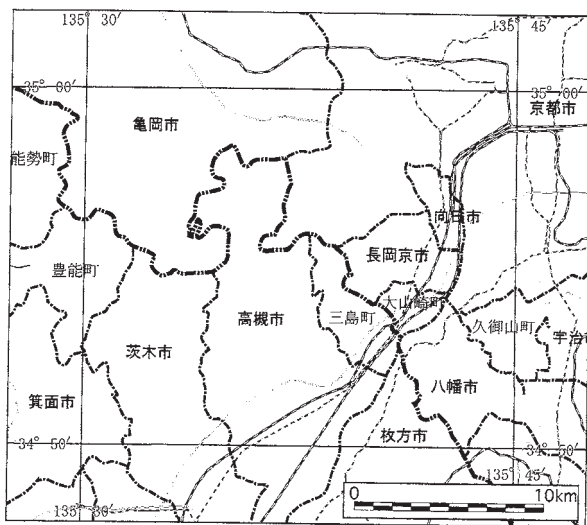 135° 30'
135° 45'
35° 00'
35° 00'
京都市
亀岡市
能勢町
向日市
長岡京市
豊能町
大山崎町
高槻市
三島町
久御山町
宇治市
茨木市
箕面市
八幡市
枚方市
34° 50'
34° 50'
135° 45'
135° 30'
0
10km